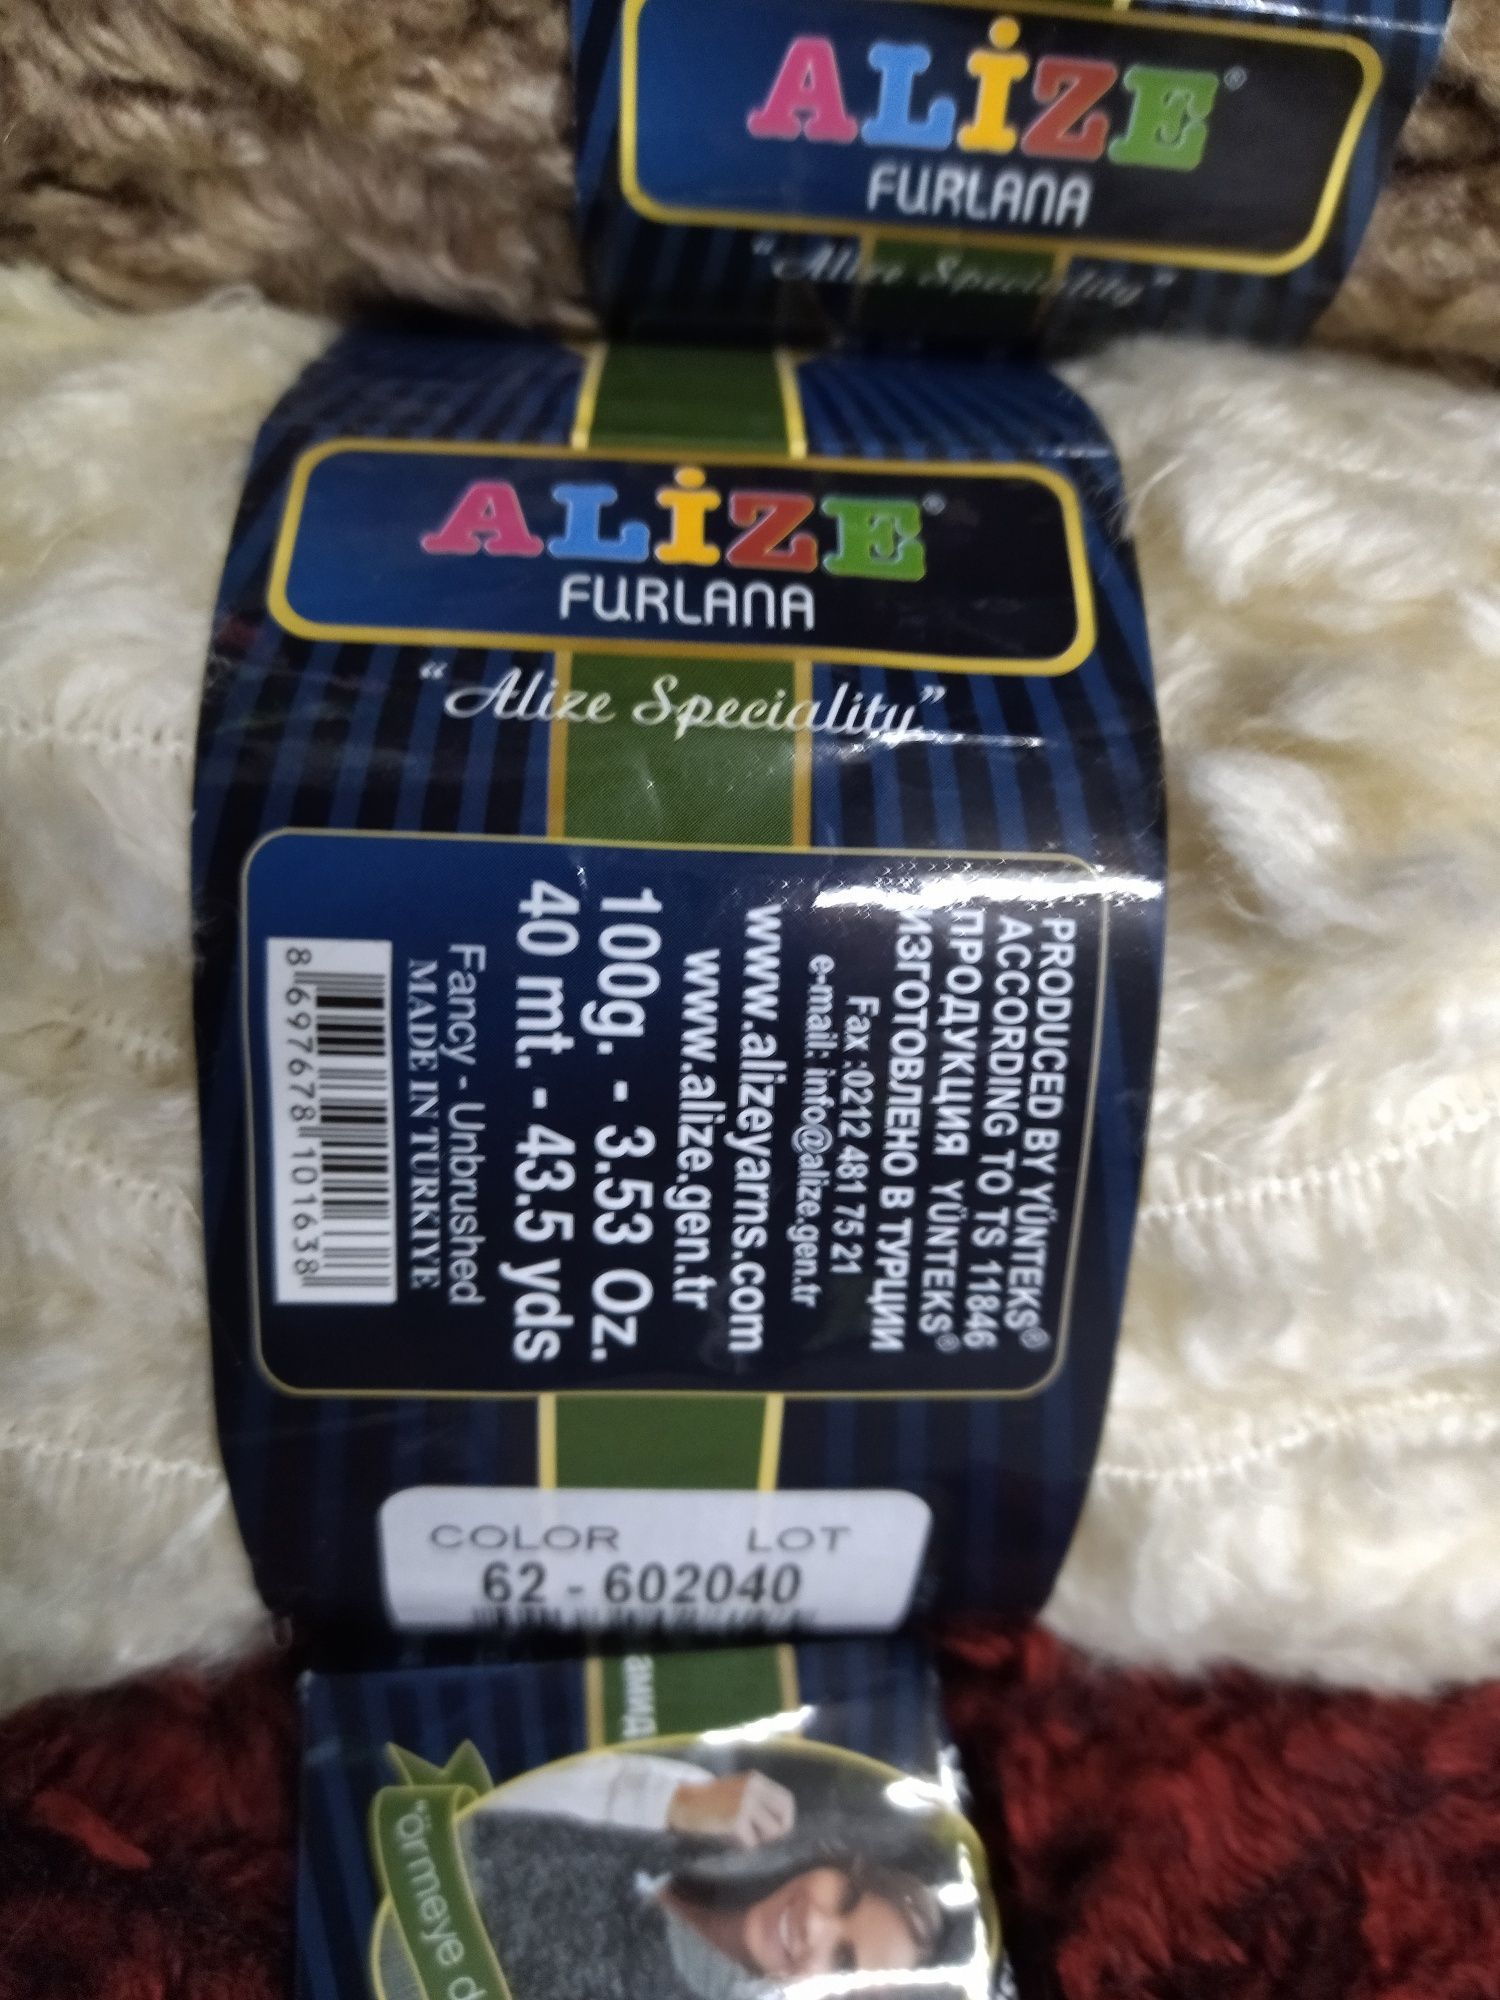 ALİZE®
FURLANA
"Alize Speciality"
ALİZE®
FURLANA
"Alize Speciality"
PRODUCED BY YÜNTEKS®
ACCORDING TO TS 11846
ПРОДУКЦИЯ YÜNTEKS®
ИЗГОТОВЛЕНО В ТУРЦИИ
Fax :0212 481 75 21
e-mail: info@alize.gen.tr
www.alizeyarns.com
www.alize.gen.tr
100g. - 3.53 Oz.
40 mt. - 43.5 yds
Fancy - Unbrushed
MADE IN TURKIYE
8 697678 101638
COLOR LOT
62 - 602040
амид
"örmeye d